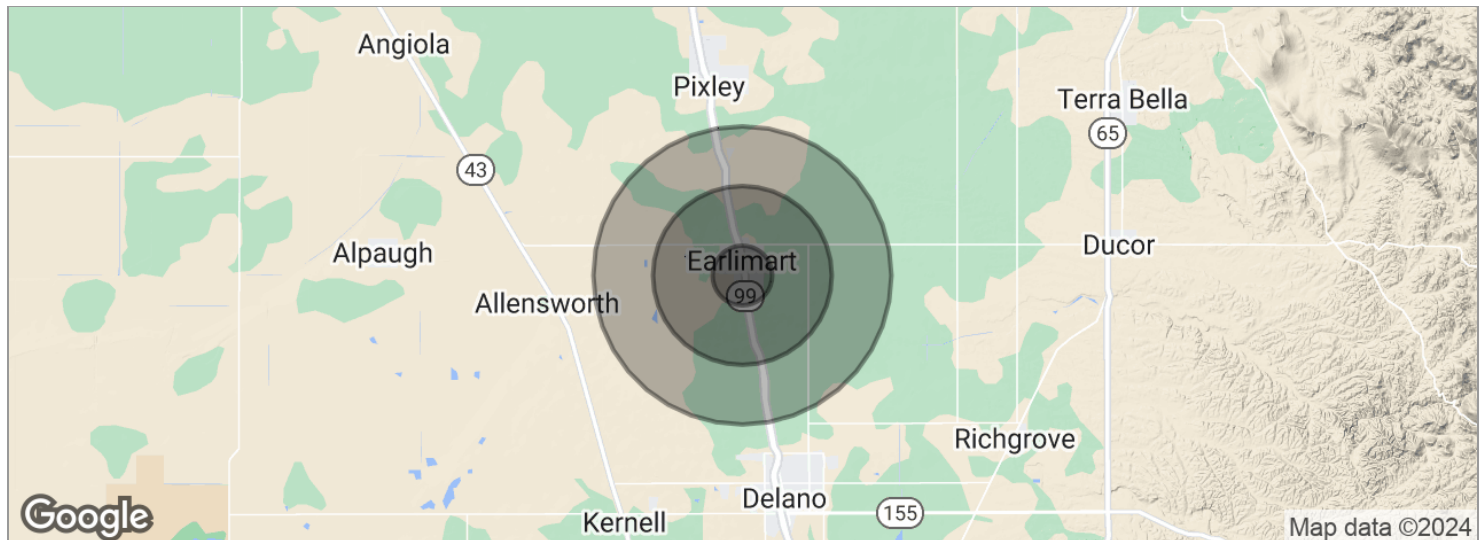 Angiola
Pixley
Terra Bella
65
43
Alpaugh
Earlimart
Ducor
Allensworth
99
Richgrove
Delano
155
Kernell
Google
Map data ©2024